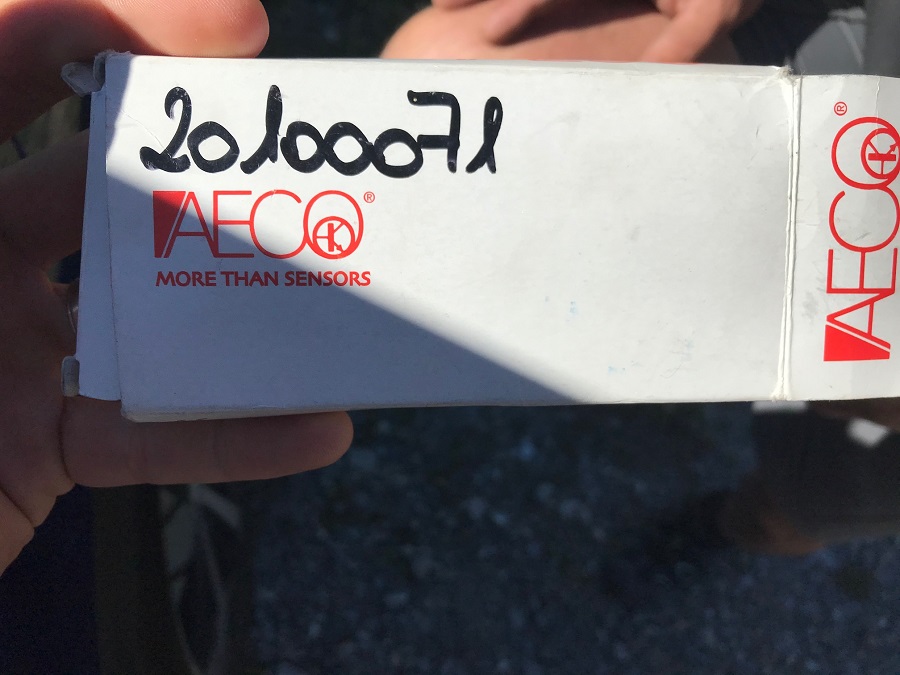 20100071
AECO®
MORE THAN SENSORS
AECO®